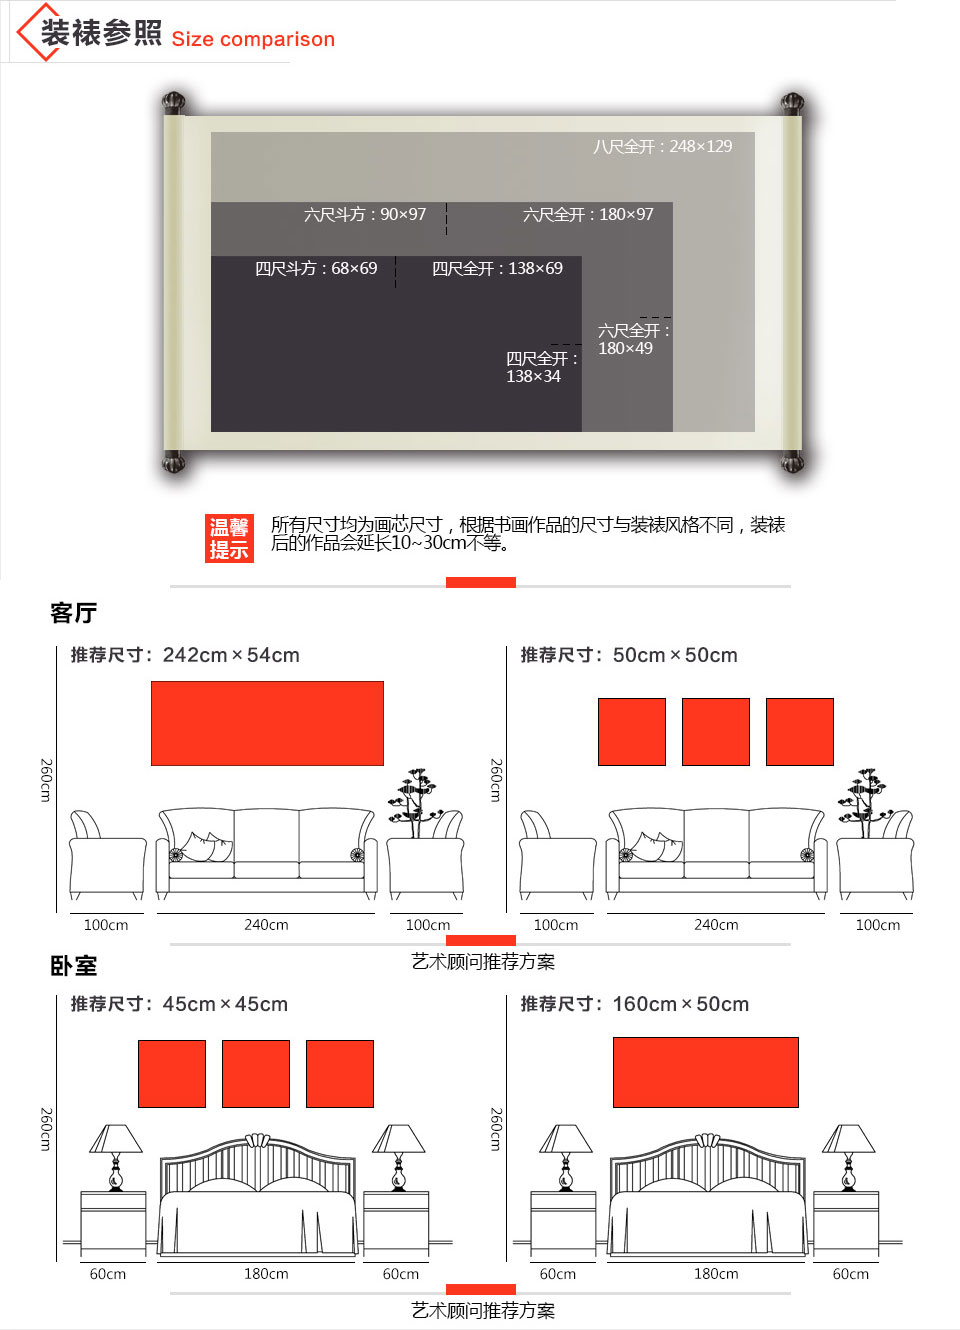 装裱参照 Size comparison
八尺全开：248×129
六尺斗方：90×97
六尺全开：180×97
四尺斗方：68×69
四尺全开：138×69
六尺全开：
180×49
四尺全开：
138×34
温馨
提示
所有尺寸均为画芯尺寸，根据书画作品的尺寸与装裱风格不同，装裱
后的作品会延长10~30cm不等。
客厅
推荐尺寸：242cm×54cm
260cm
100cm
240cm
100cm
推荐尺寸：50cm×50cm
260cm
100cm
240cm
100cm
艺术顾问推荐方案
卧室
推荐尺寸：45cm×45cm
260cm
60cm
180cm
60cm
推荐尺寸：160cm×50cm
260cm
60cm
180cm
60cm
艺术顾问推荐方案